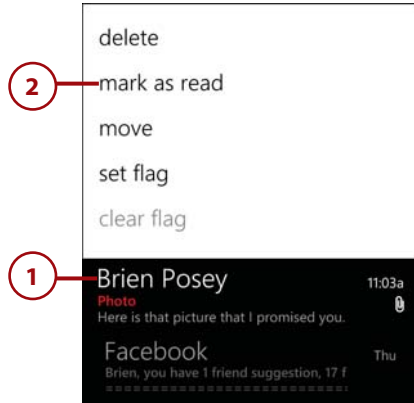 delete
2
mark as read
move
set flag
clear flag
1
Brien Posey 11:03a
Photo
Here is that picture that I promised you.
Facebook Thu
Brien, you have 1 friend suggestion, 17 f
============================